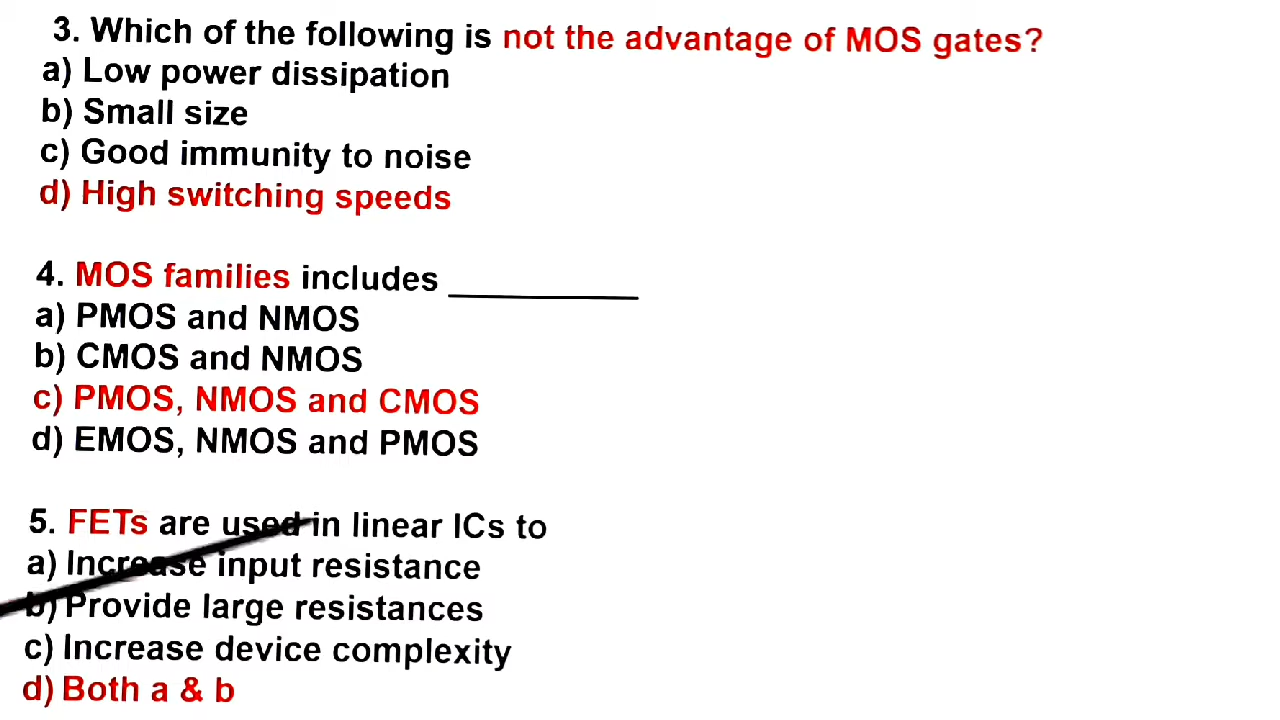 3. Which of the following is not the advantage of MOS gates?
a) Low power dissipation
b) Small size
c) Good immunity to noise
d) High switching speeds
4. MOS families includes ___________
a) PMOS and NMOS
b) CMOS and NMOS
c) PMOS, NMOS and CMOS
d) EMOS, NMOS and PMOS
5. FETs are used in linear ICs to
a) Increase input resistance
b) Provide large resistances
c) Increase device complexity
d) Both a & b